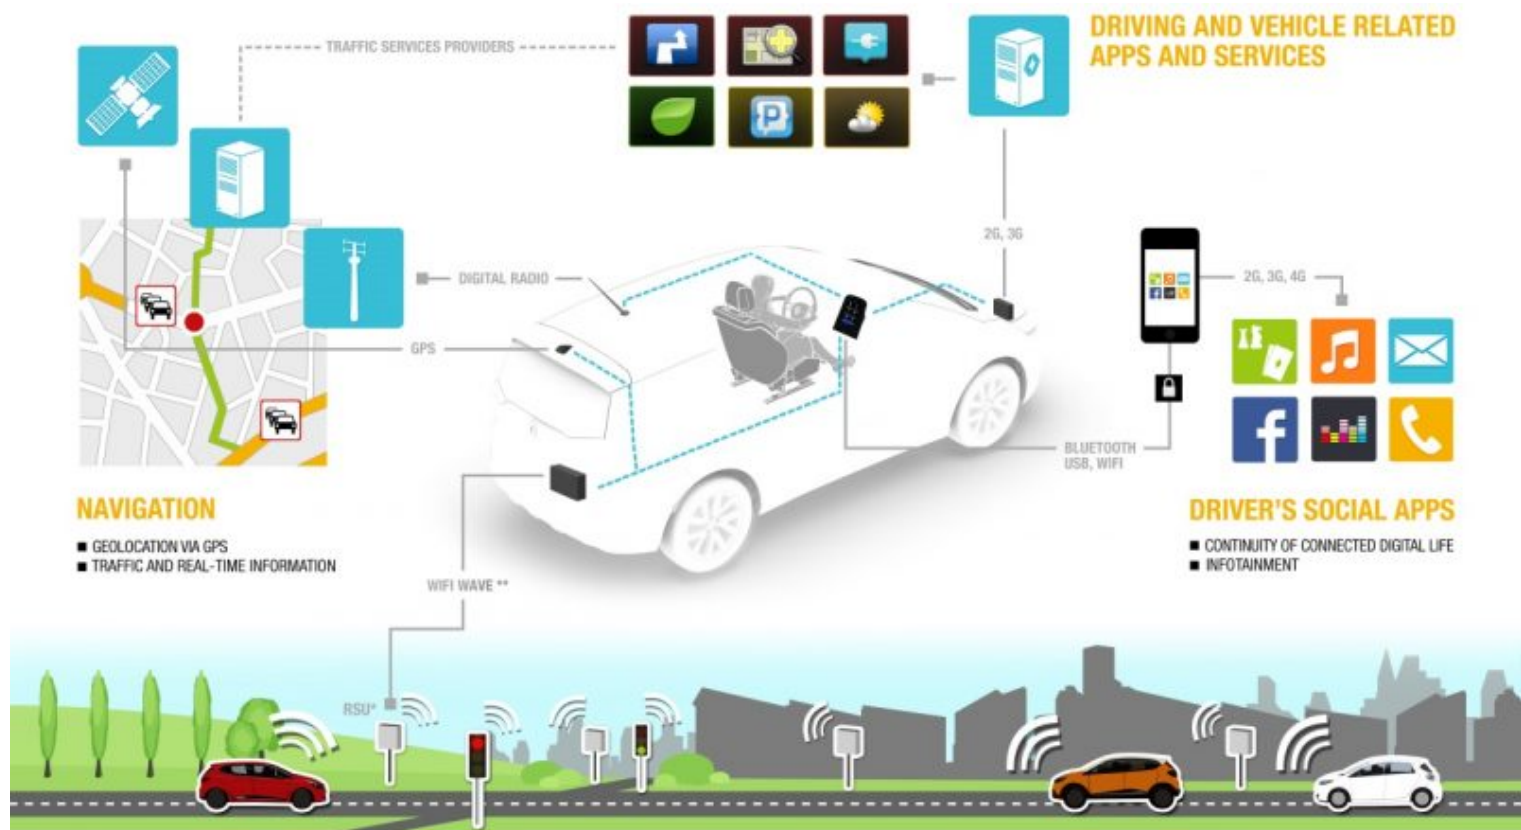 TRAFFIC SERVICES PROVIDERS
DRIVING AND VEHICLE RELATED
APPS AND SERVICES
P
2G, 3G
DIGITAL RADIO
2G, 3G, 4G
GPS
f
BLUETOOTH
USB, WIFI
NAVIGATION
■ GEOLOCATION VIA GPS
■ TRAFFIC AND REAL-TIME INFORMATION
DRIVER'S SOCIAL APPS
■ CONTINUITY OF CONNECTED DIGITAL LIFE
■ INFOTAINMENT
WIFI WAVE **
RSU*